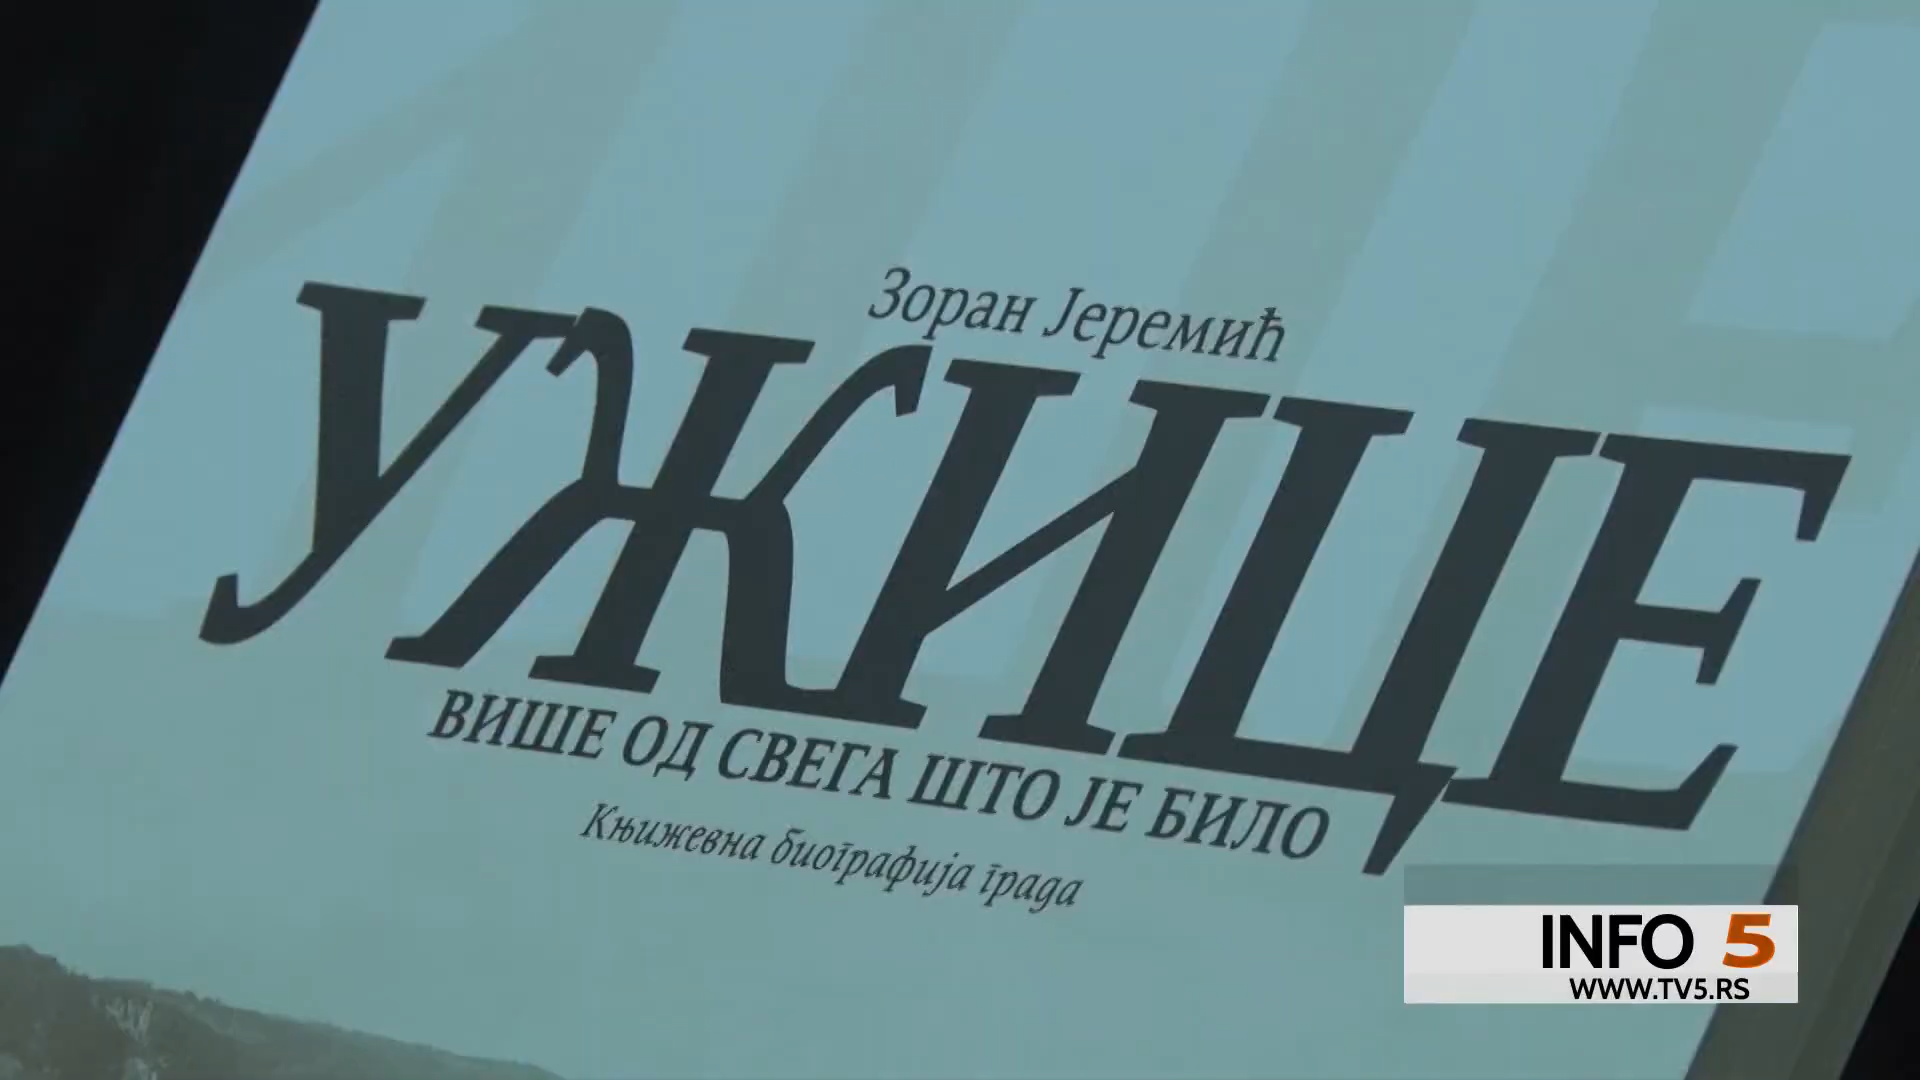 Зоран Јеремић
УЖИЦЕ
ВИШЕ ОД СВЕГА ШТО ЈЕ БИЛО
Књижевна биографија града
INFO 5
WWW.TV5.RS